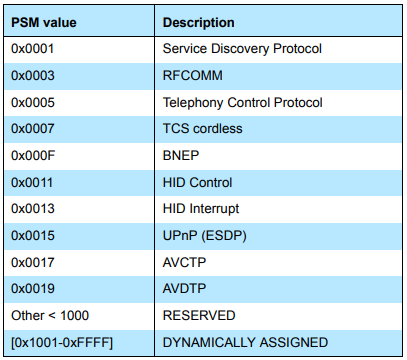 PSM value Description
0x0001 Service Discovery Protocol
0x0003 RFCOMM
0x0005 Telephony Control Protocol
0x0007 TCS cordless
0x000F BNEP
0x0011 HID Control
0x0013 HID Interrupt
0x0015 UPnP (ESDP)
0x0017 AVCTP
0x0019 AVDTP
Other < 1000 RESERVED
[0x1001-0xFFFF] DYNAMICALLY ASSIGNED